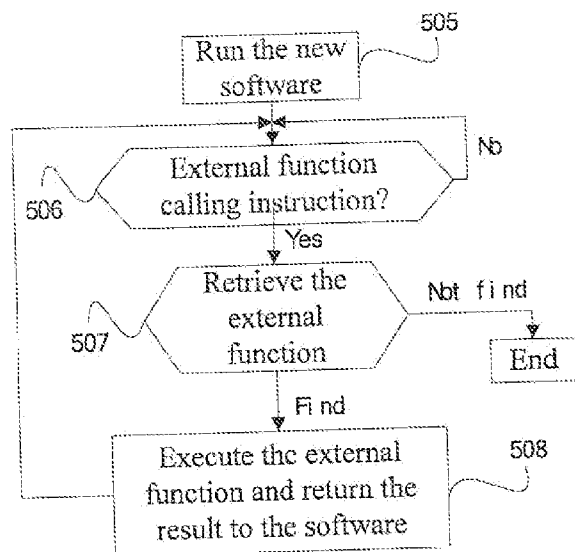 505
Run the new
software
No
External function
calling instruction?
506
Yes
Retrieve the
external
function
Not find
507
End
Find
Execute the external
function and return the
result to the software
508